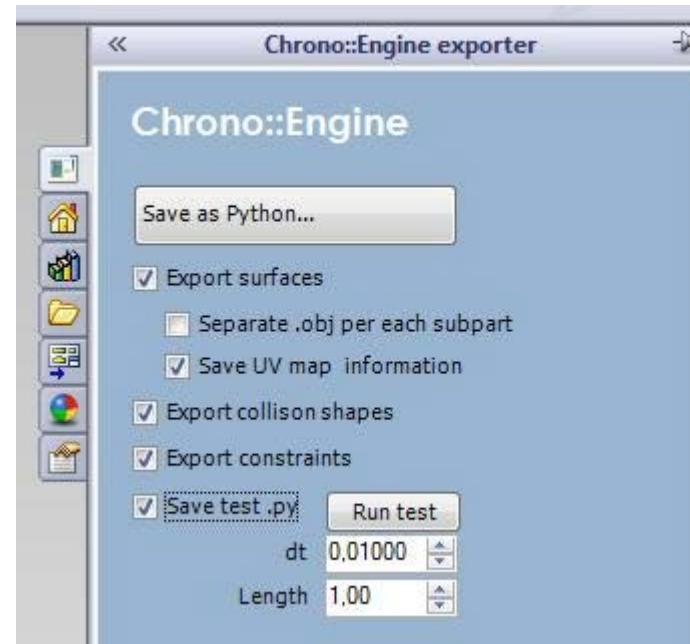 Chrono::Engine exporter
Chrono::Engine
Save as Python...
Export surfaces
Separate .obj per each subpart
Save UV map information
Export collison shapes
Export constraints
Save test .py
Run test
dt 0,01000
Length 1,00